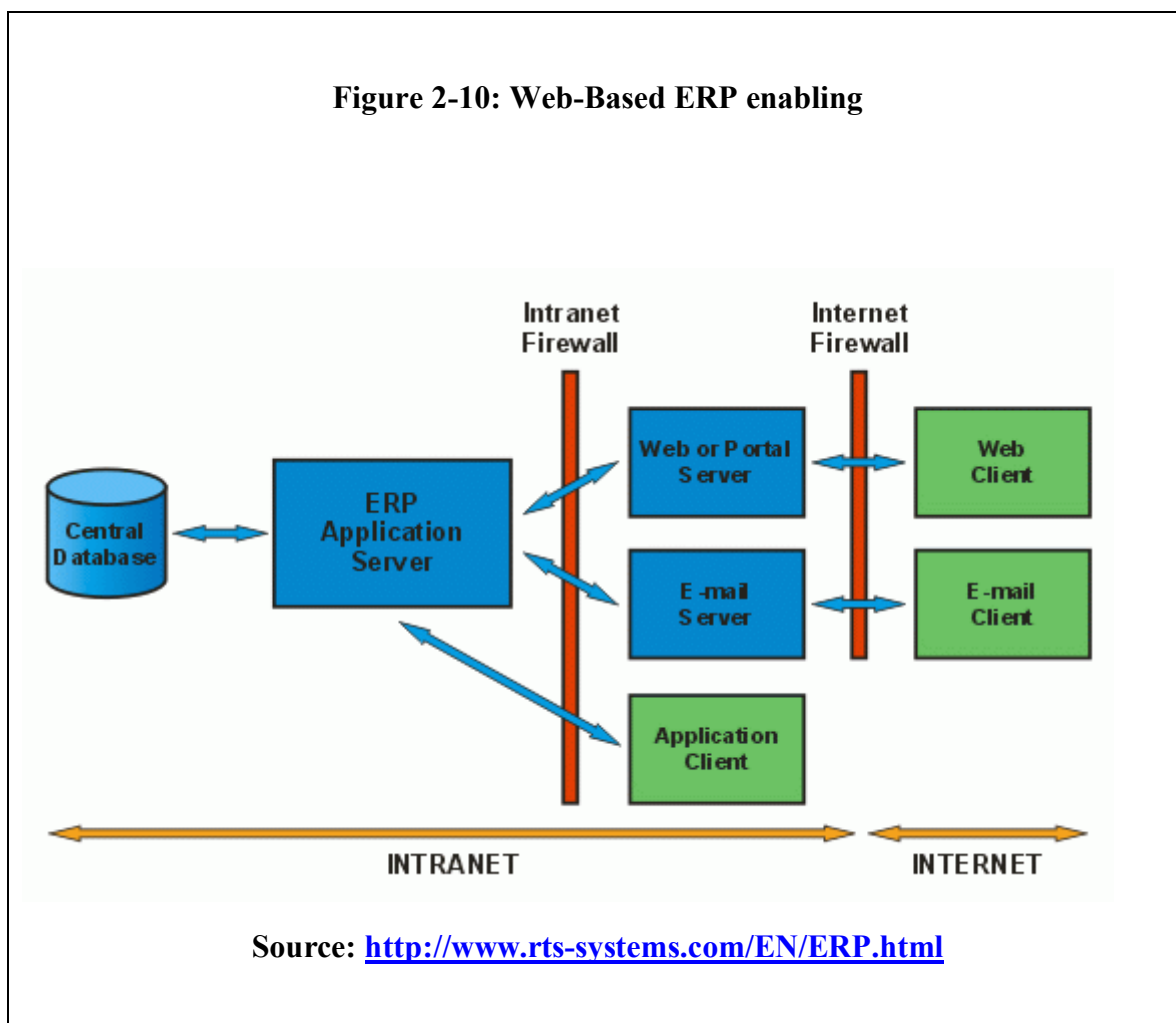 Figure 2-10: Web-Based ERP enabling
Intranet
Firewall
Internet
Firewall
Central
Database
ERP
Application
Server
Web or Portal
Server
Web
Client
E-mail
Server
E-mail
Client
Application
Client
INTRANET
INTERNET
Source: http://www.rts-systems.com/EN/ERP.html